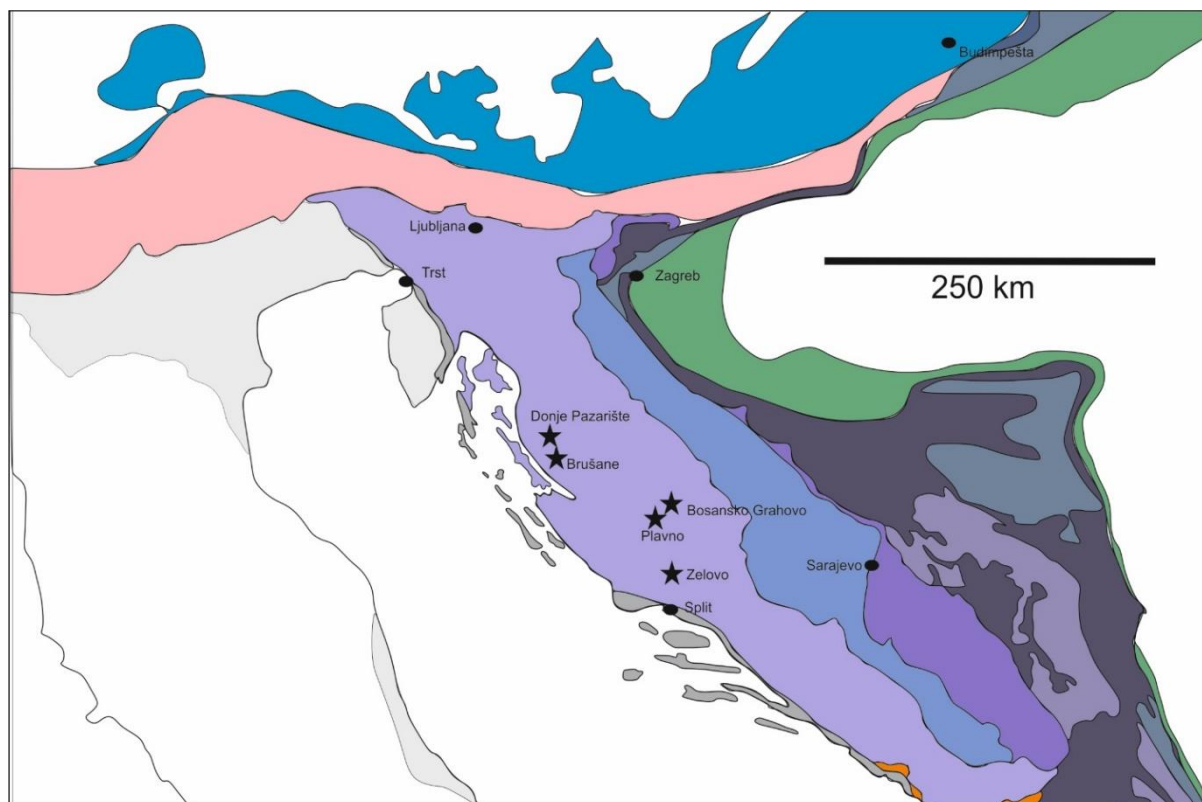 Budimpešta
Ljubljana
Trst
Zagreb
250 km
Donje Pazarište
Brušane
Bosansko Grahovo
Plavno
Sarajevo
Zelovo
Split